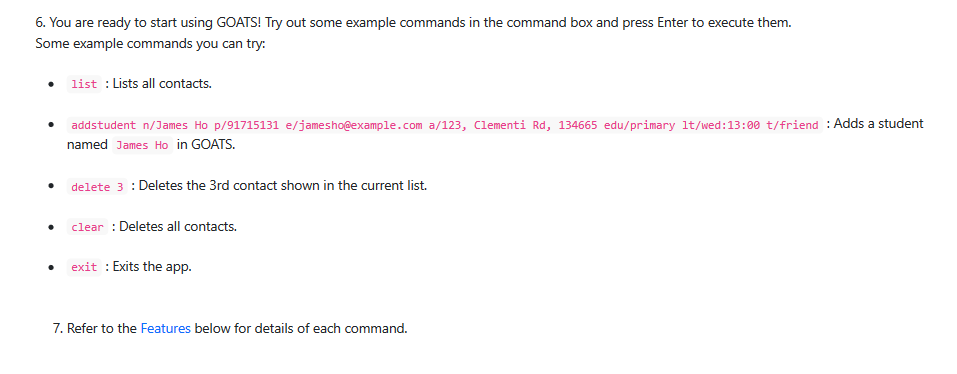 6. You are ready to start using GOATS! Try out some example commands in the command box and press Enter to execute them.
Some example commands you can try:
• list : Lists all contacts.
• addstudent n/James Ho p/91715131 e/jamesho@example.com a/123, Clementi Rd, 134665 edu/primary lt/wed:13:00 t/friend : Adds a student
named James Ho in GOATS.
• delete 3 : Deletes the 3rd contact shown in the current list.
• clear : Deletes all contacts.
• exit : Exits the app.
7. Refer to the Features below for details of each command.